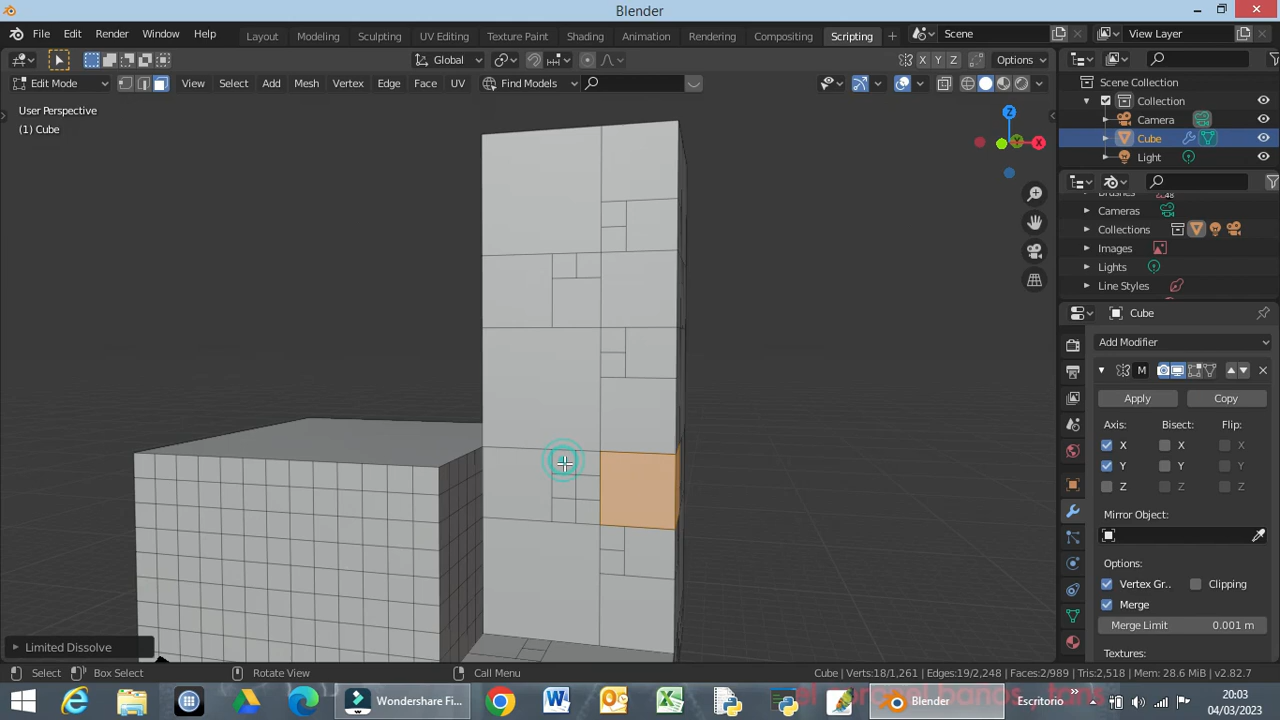 Blender
File Edit Render Window Help Layout Modeling Sculpting UV Editing Texture Paint Shading Animation Rendering Compositing Scripting + Scene View Layer
Global X Y Z Options
Edit Mode View Select Add Mesh Vertex Edge Face UV Find Models
User Perspective
(1) Cube
X
Scene Collection
Collection
Camera
Cube
Light
Cameras
Collections
Images
Lights
Line Styles
Cube
Add Modifier
M
Apply Copy
Axis: Bisect: Flip:
X X X
Y Y Y
Z Z Z
Mirror Object:
Options:
Vertex Gr.. Clipping
Merge
Merge Limit 0.001 m
Textures:
Limited Dissolve
Select Box Select Rotate View Call Menu Cube | Verts:18/1,261 | Edges:19/2,248 | Faces:2/989 | Tris:2,518 | Mem: 28.6 MiB | v2.82.7
Wondershare Fi... Blender Escritorio 20:03
04/03/2023